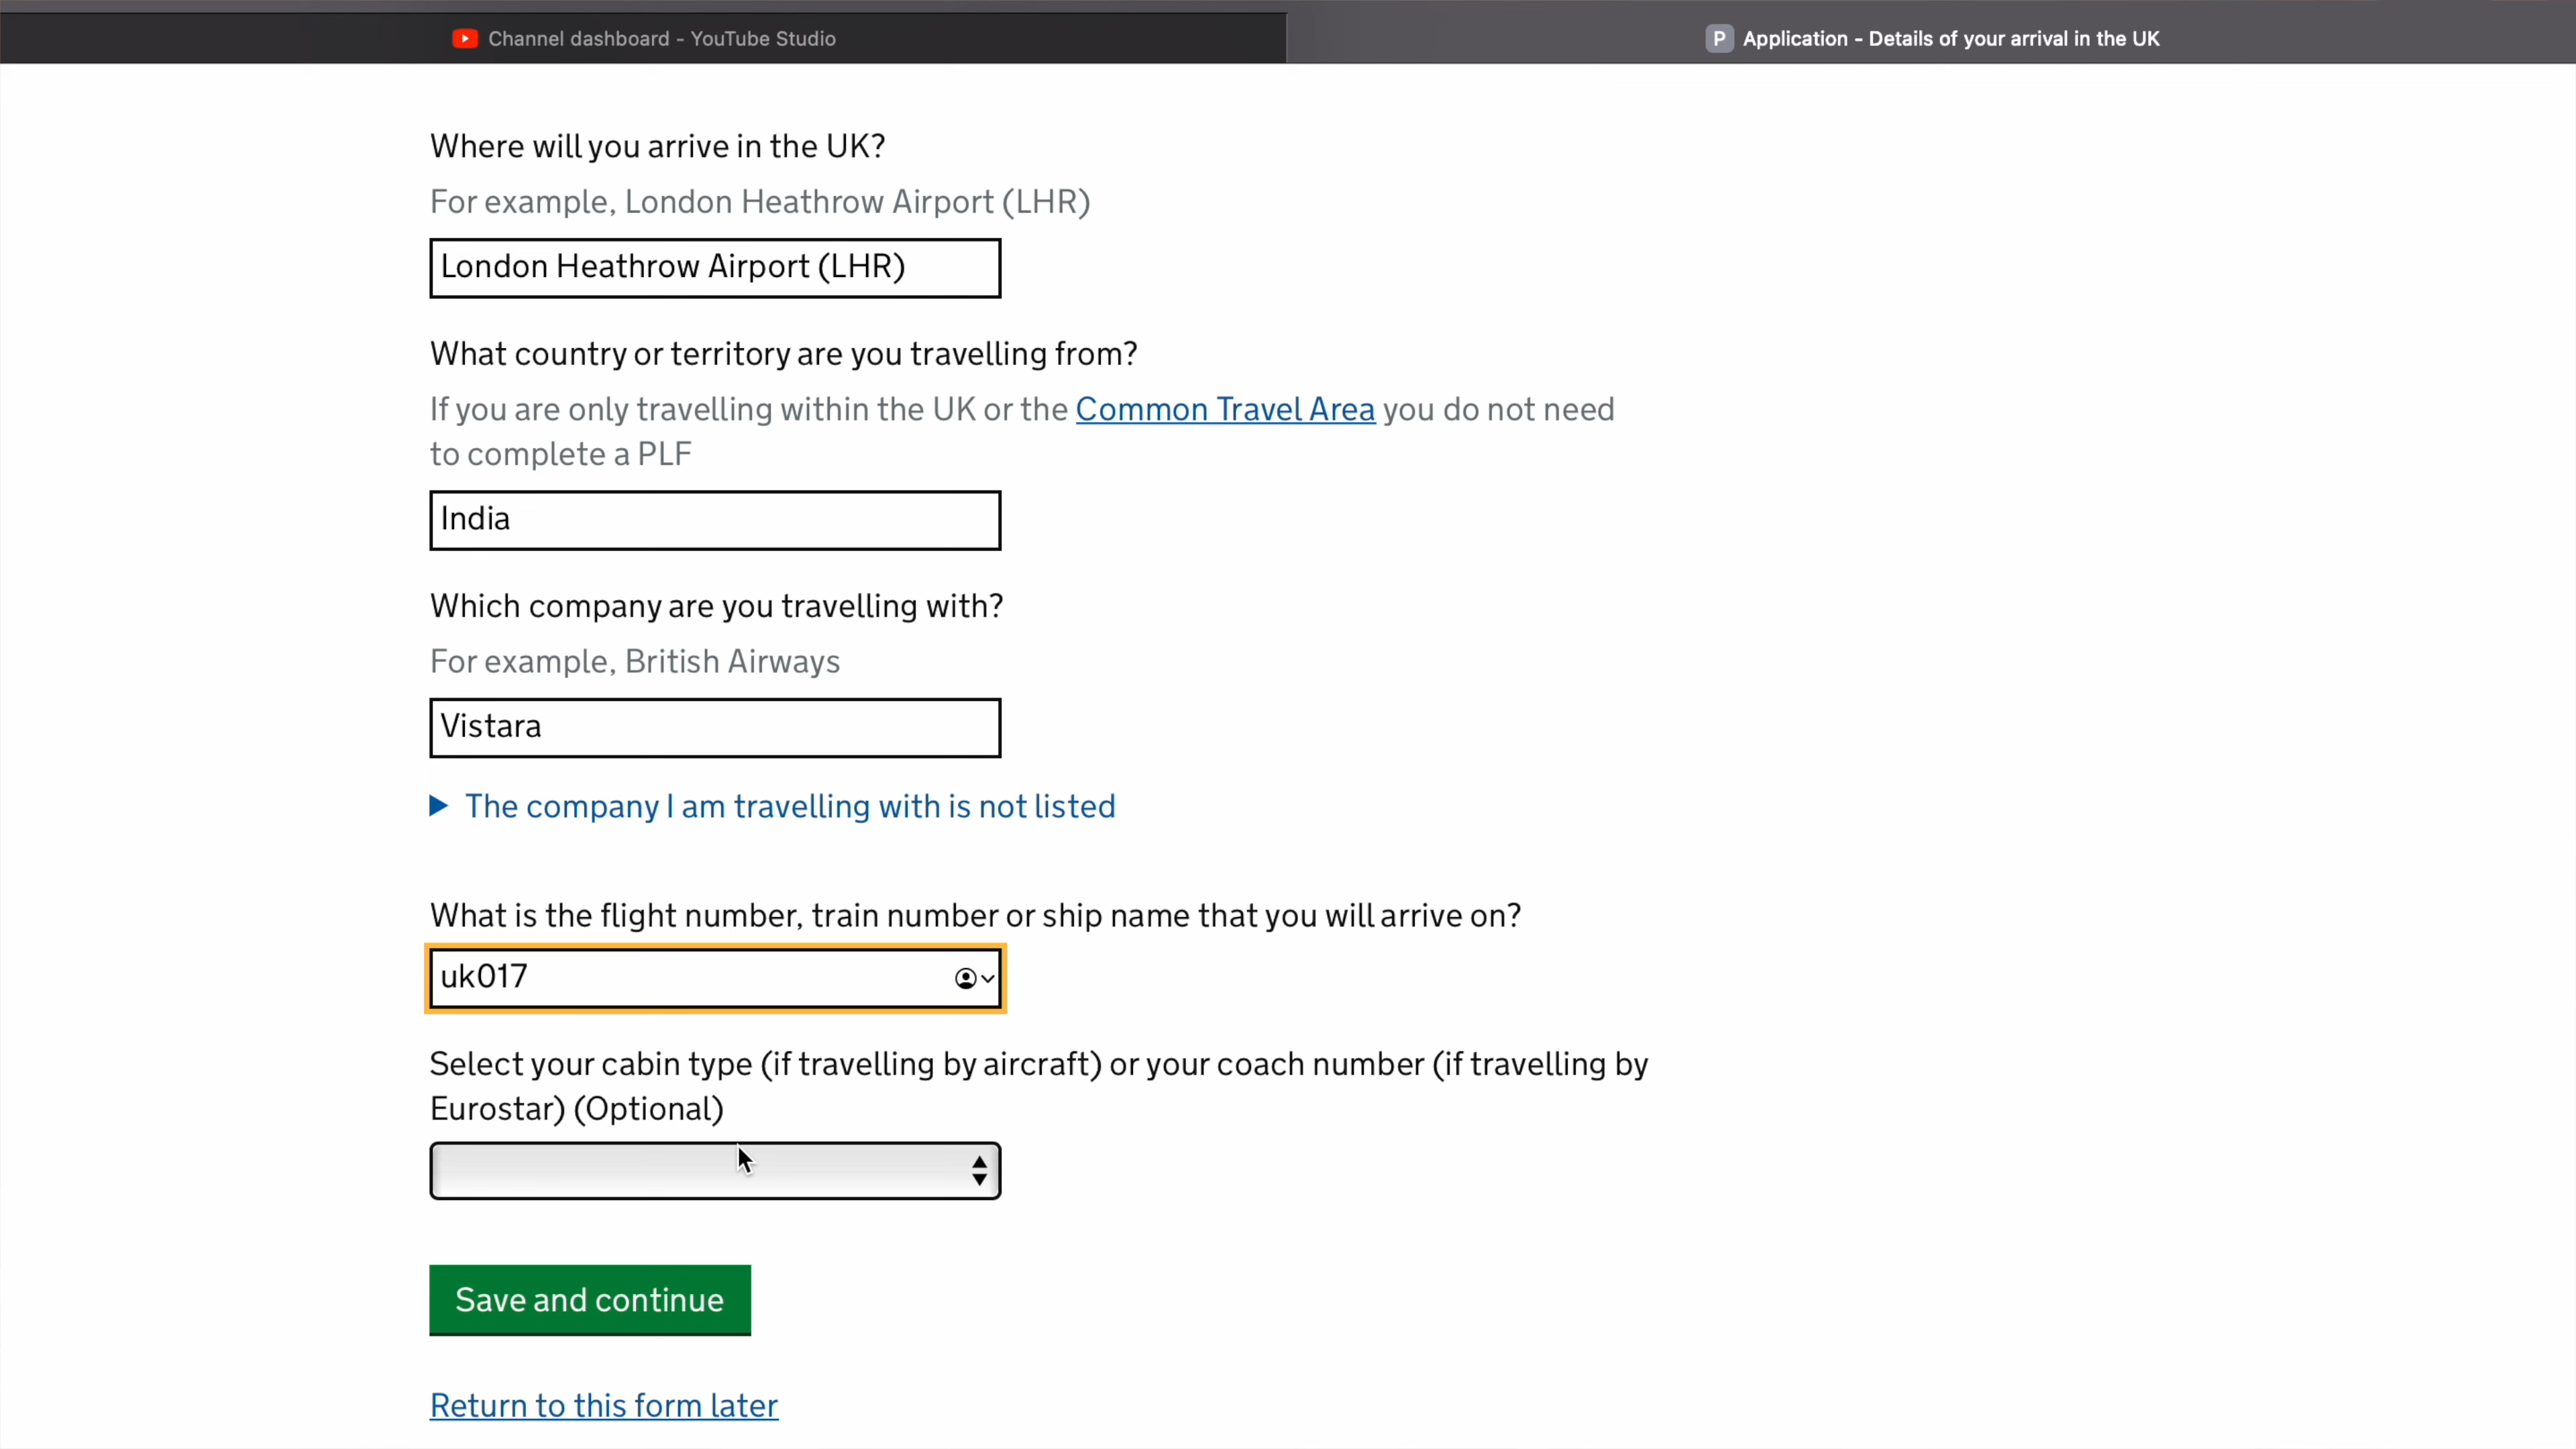 Channel dashboard - YouTube Studio
P Application - Details of your arrival in the UK
Where will you arrive in the UK?
For example, London Heathrow Airport (LHR)
London Heathrow Airport (LHR)
What country or territory are you travelling from?
If you are only travelling within the UK or the Common Travel Area you do not need
to complete a PLF
India
Which company are you travelling with?
For example, British Airways
Vistara
The company I am travelling with is not listed
What is the flight number, train number or ship name that you will arrive on?
uk017
Select your cabin type (if travelling by aircraft) or your coach number (if travelling by
Eurostar) (Optional)
Save and continue
Return to this form later